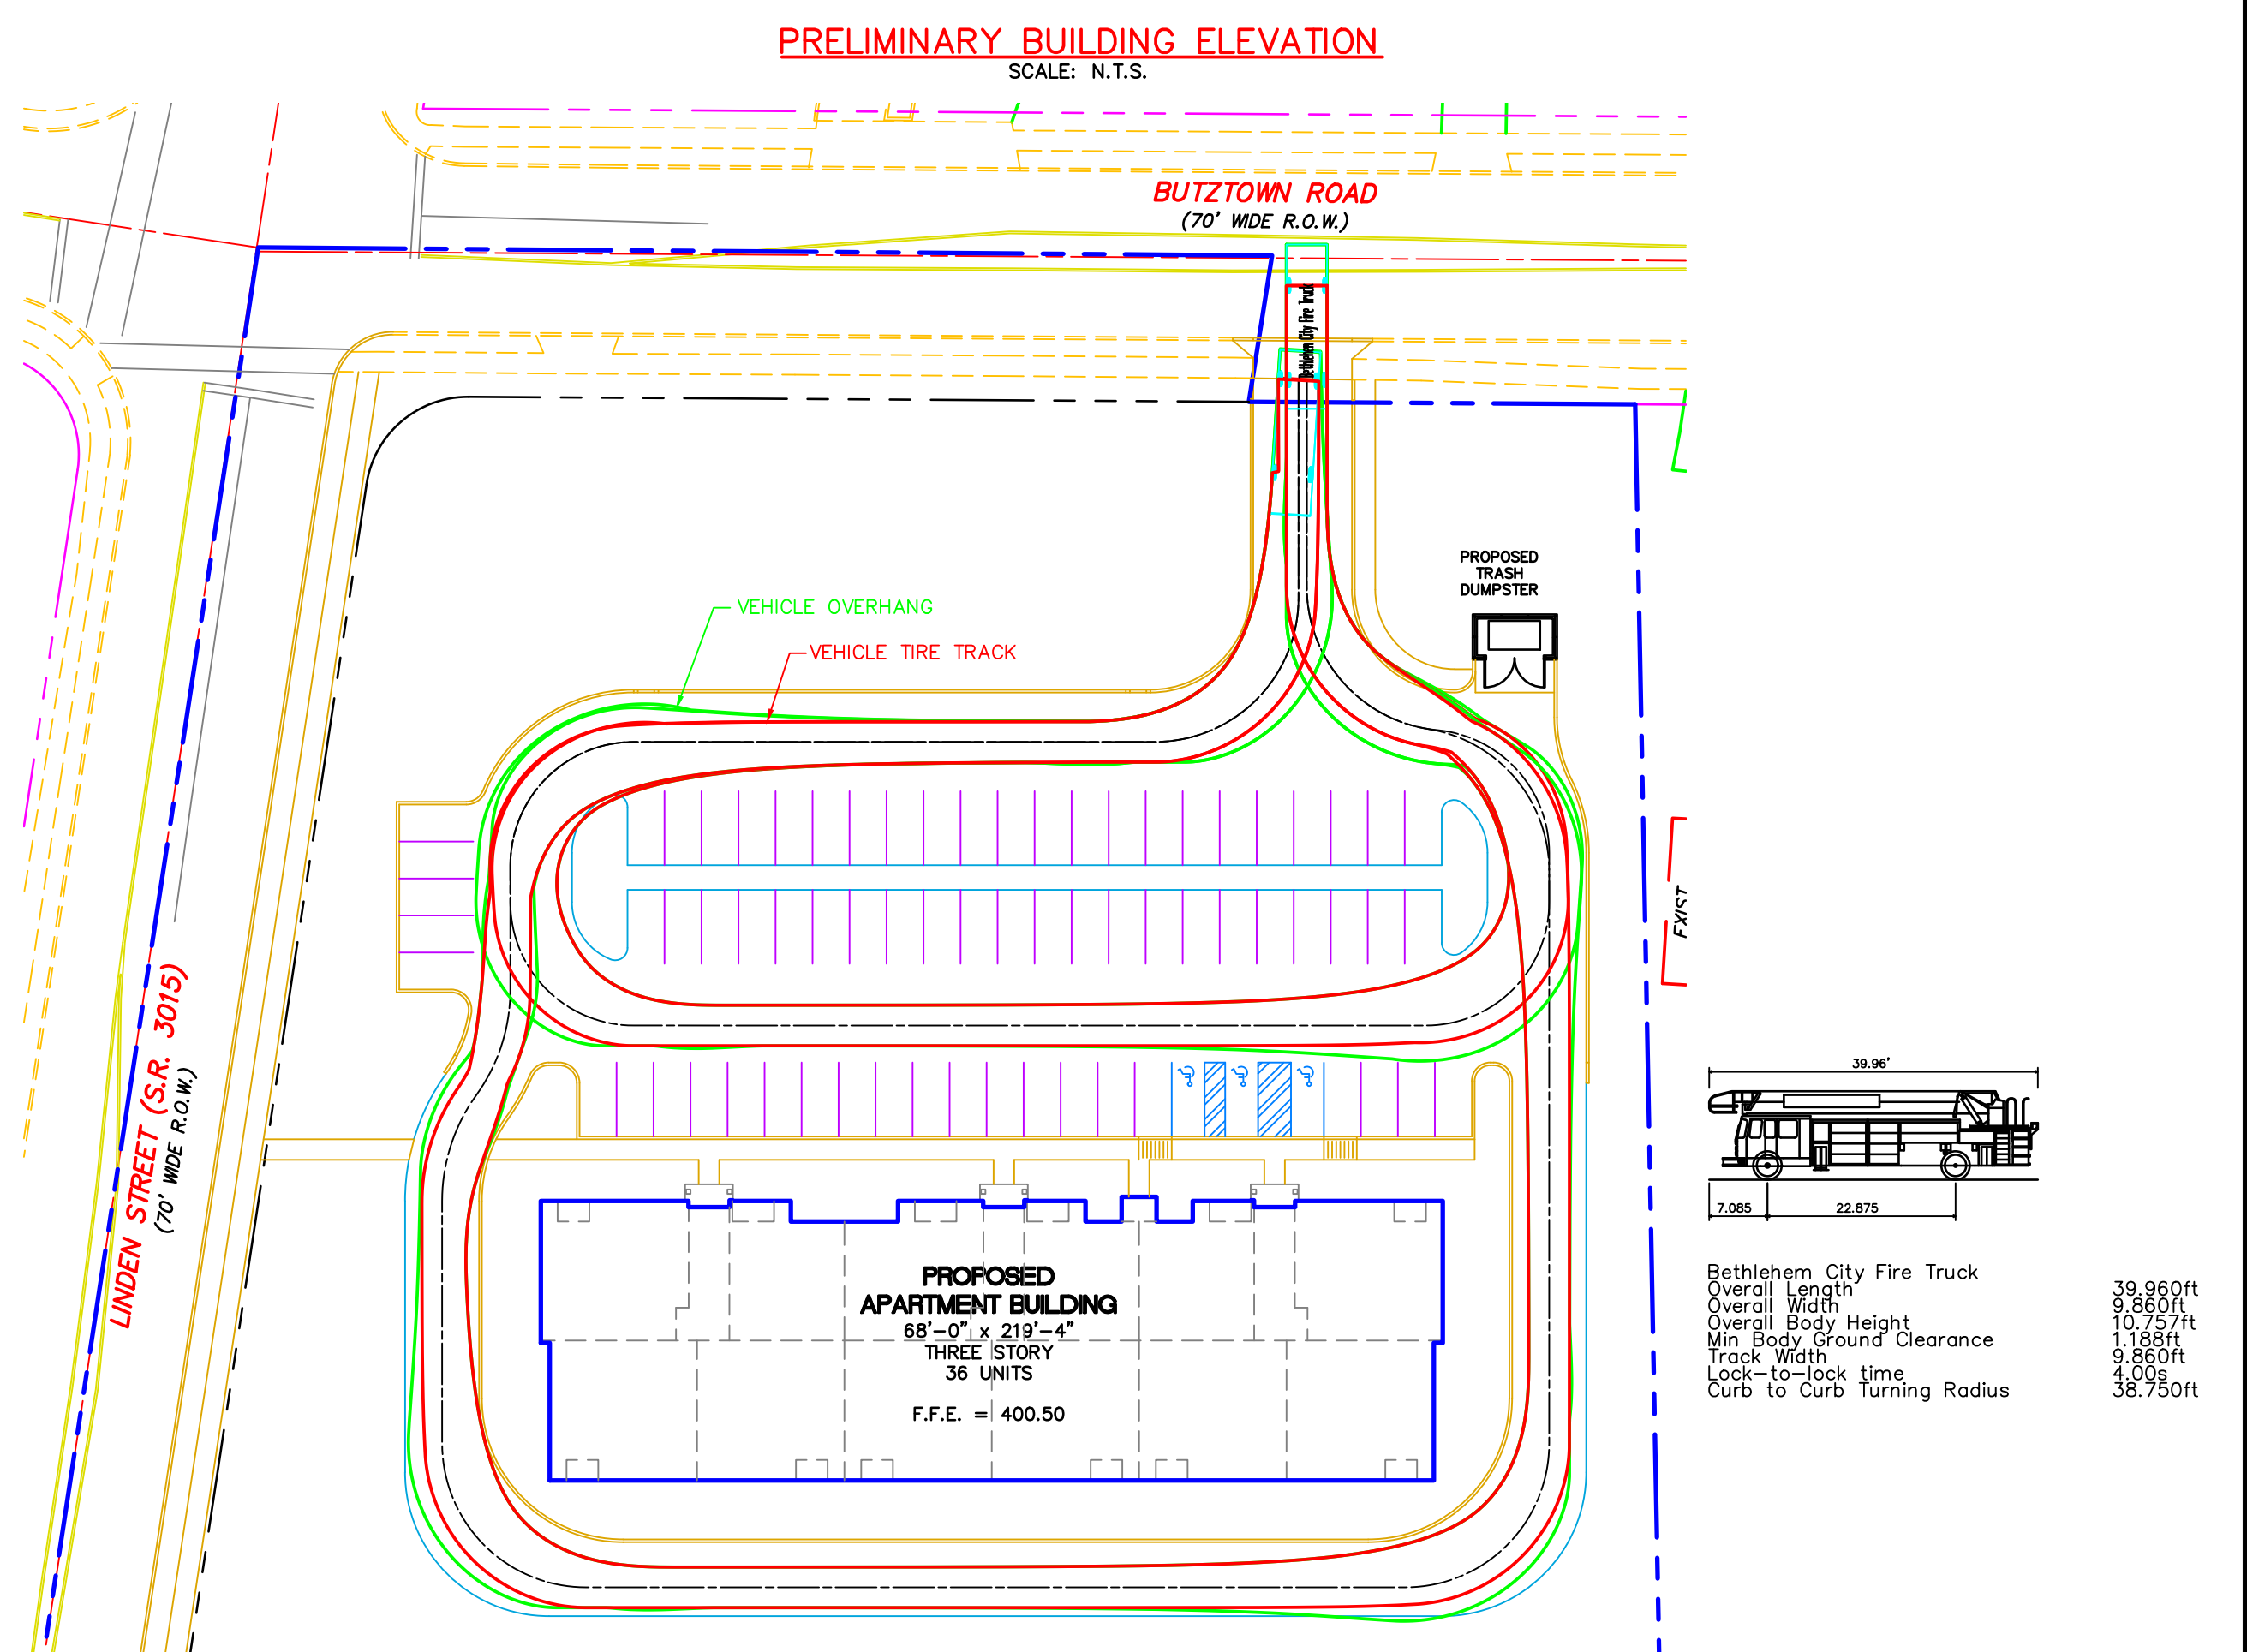 PRELIMINARY BUILDING ELEVATION
SCALE: N.T.S.
BUTZTOWN ROAD
(70' WIDE R.O.W.)
Bethlehem City Fire Truck
PROPOSED
TRASH
DUMPSTER
VEHICLE OVERHANG
VEHICLE TIRE TRACK
EXIST
LINDEN STREET (S.R. 3015)
(70' WIDE R.O.W.)
39.96'
7.085
22.875
PROPOSED
APARTMENT BUILDING
68'-0" x 219'-4"
THREE STORY
36 UNITS
F.F.E. = 400.50
Bethlehem City Fire Truck
Overall Length 39.960ft
Overall Width 9.860ft
Overall Body Height 10.757ft
Min Body Ground Clearance 1.188ft
Track Width 9.860ft
Lock-to-lock time 4.00s
Curb to Curb Turning Radius 38.750ft